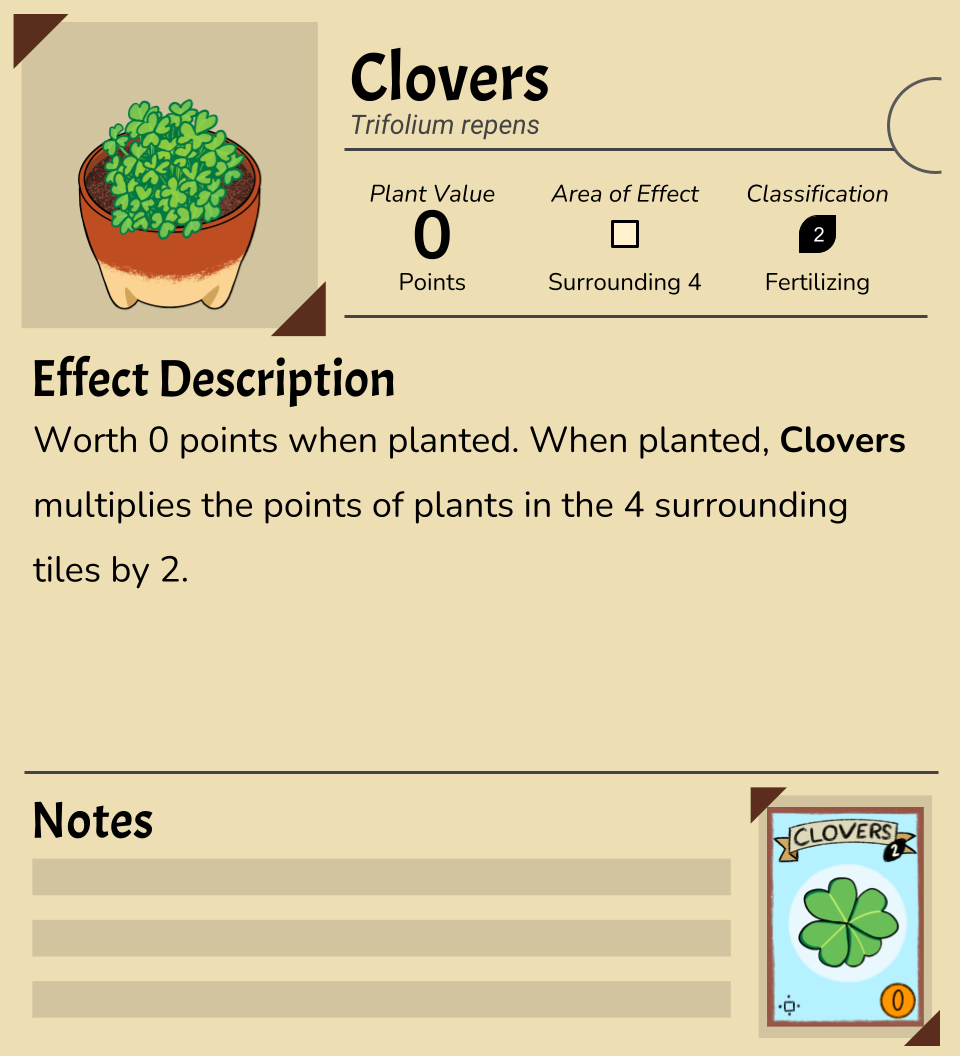 Clovers
Trifolium repens
Plant Value
0
Points
Area of Effect
Surrounding 4
Classification
2
Fertilizing
Effect Description
Worth 0 points when planted. When planted, Clovers
multiplies the points of plants in the 4 surrounding
tiles by 2.
Notes
CLOVERS
2
0